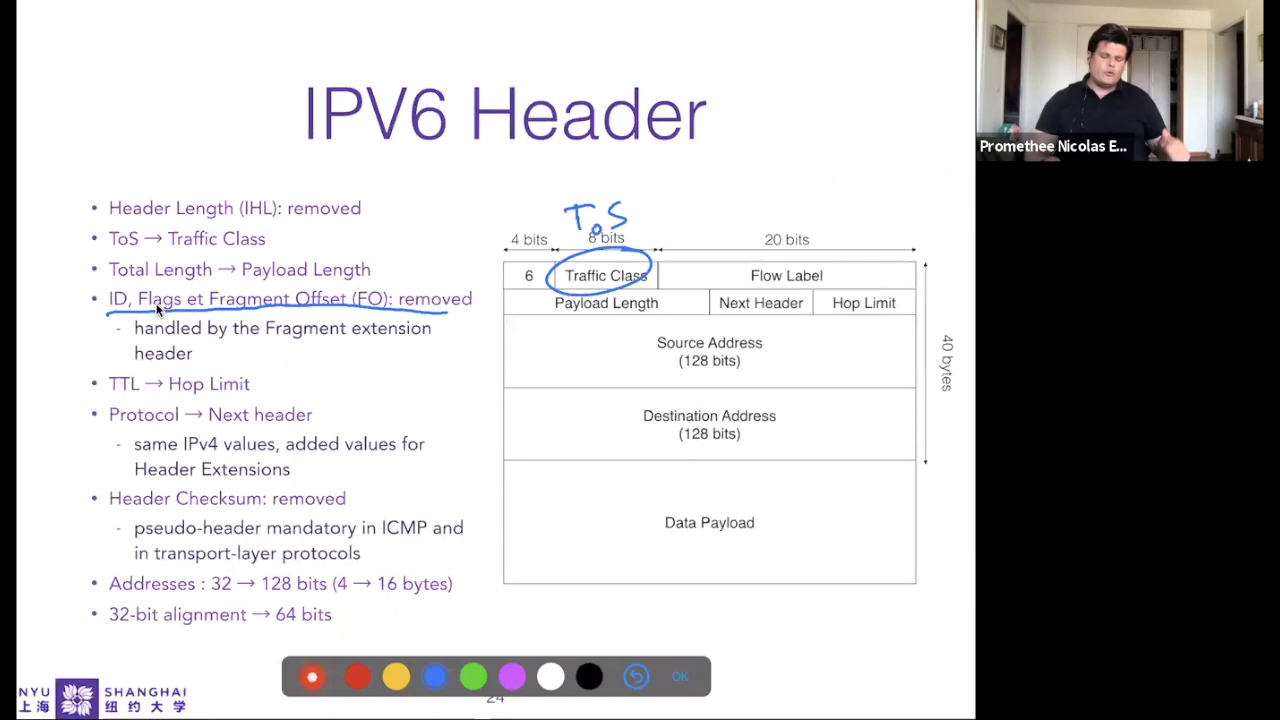 IPV6 Header
Promethee Nicolas E...
• Header Length (IHL): removed
• ToS → Traffic Class
• Total Length → Payload Length
• ID, Flags et Fragment Offset (FO): removed
- handled by the Fragment extension
header
• TTL → Hop Limit
• Protocol → Next header
- same IPv4 values, added values for
Header Extensions
• Header Checksum: removed
- pseudo-header mandatory in ICMP and
in transport-layer protocols
• Addresses : 32 → 128 bits (4 → 16 bytes)
• 32-bit alignment → 64 bits
ToS
4 bits 8 bits 20 bits
6 Traffic Class Flow Label
Payload Length Next Header Hop Limit
Source Address
(128 bits)
Destination Address
(128 bits)
Data Payload
40 bytes
OK
24
NYU SHANGHAI
上海 纽约大学